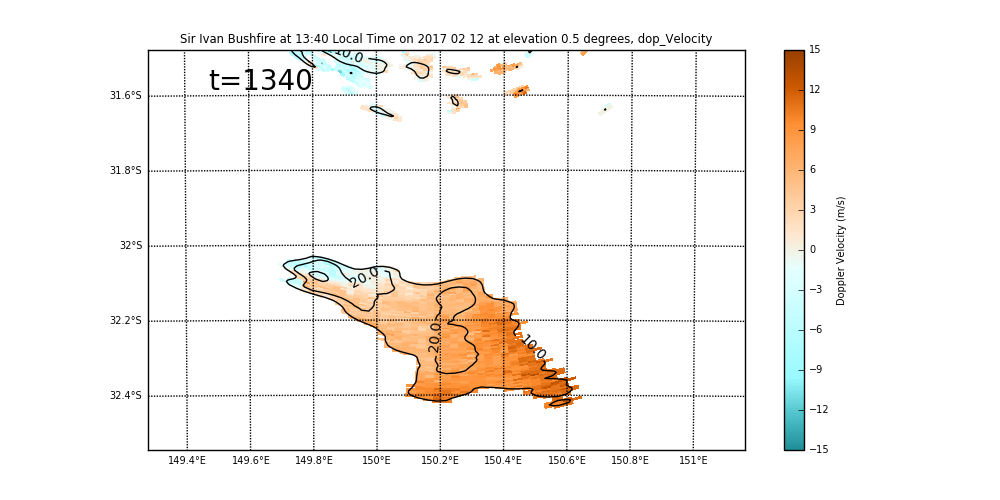 Sir Ivan Bushfire at 13:40 Local Time on 2017 02 12 at elevation 0.5 degrees, dop_Velocity
t=1340
10.0
20.0
20.0
10.0
31.6°S
31.8°S
32°S
32.2°S
32.4°S
149.4°E 149.6°E 149.8°E 150°E 150.2°E 150.4°E 150.6°E 150.8°E 151°E
15
12
9
6
3
0
−3
−6
−9
−12
−15
Doppler Velocity (m/s)